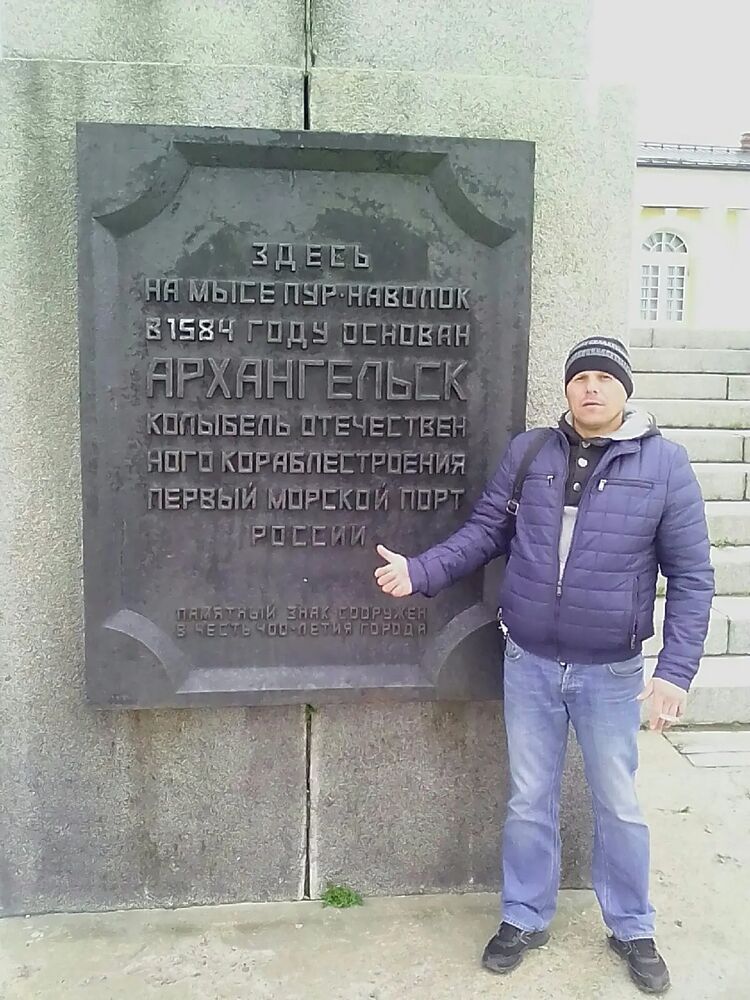 ЗДЕСЬ
НА МЫСЕ ПУР-НАВОЛОК
В 1584 ГОДУ ОСНОВАН
АРХАНГЕЛЬСК
КОЛЫБЕЛЬ ОТЕЧЕСТВЕН
НОГО КОРАБЛЕСТРОЕНИЯ
ПЕРВЫЙ МОРСКОЙ ПОРТ
РОССИИ
ПАМЯТНЫЙ ЗНАК СООРУЖЕН
В ЧЕСТЬ 400-ЛЕТИЯ ГОРОДА